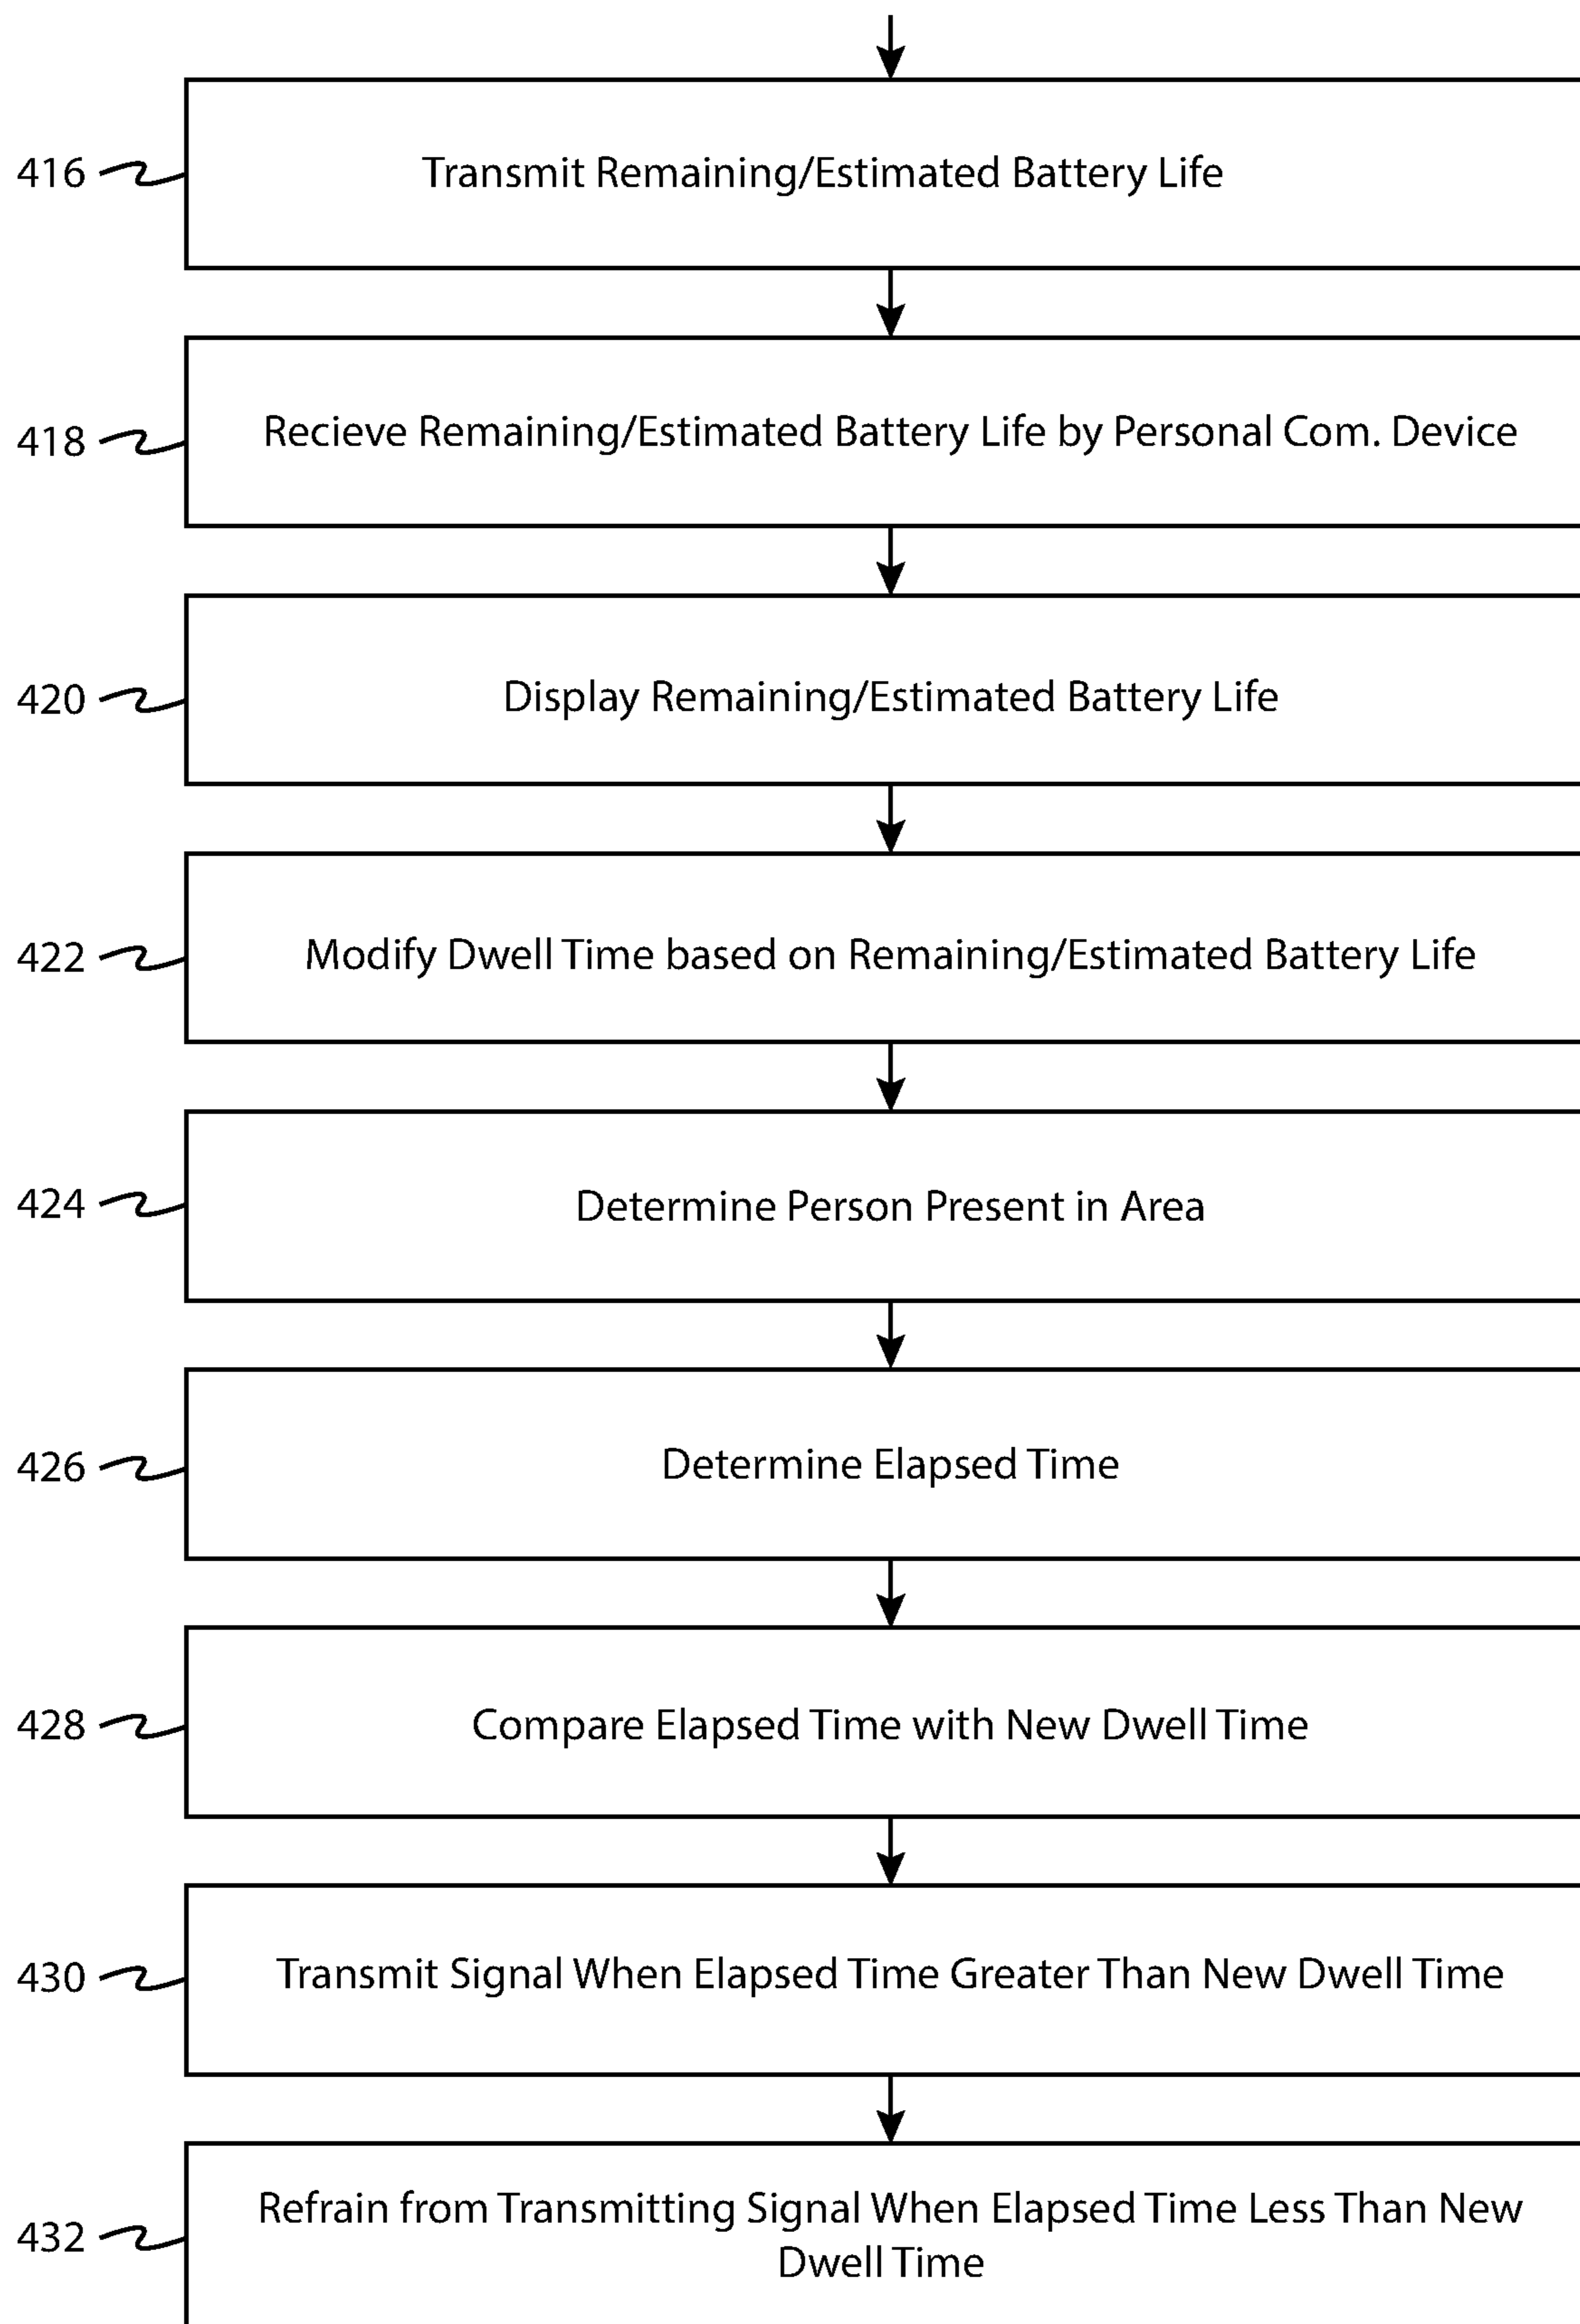 416 Transmit Remaining/Estimated Battery Life
418 Recieve Remaining/Estimated Battery Life by Personal Com. Device
420 Display Remaining/Estimated Battery Life
422 Modify Dwell Time based on Remaining/Estimated Battery Life
424 Determine Person Present in Area
426 Determine Elapsed Time
428 Compare Elapsed Time with New Dwell Time
430 Transmit Signal When Elapsed Time Greater Than New Dwell Time
432 Refrain from Transmitting Signal When Elapsed Time Less Than New
Dwell Time